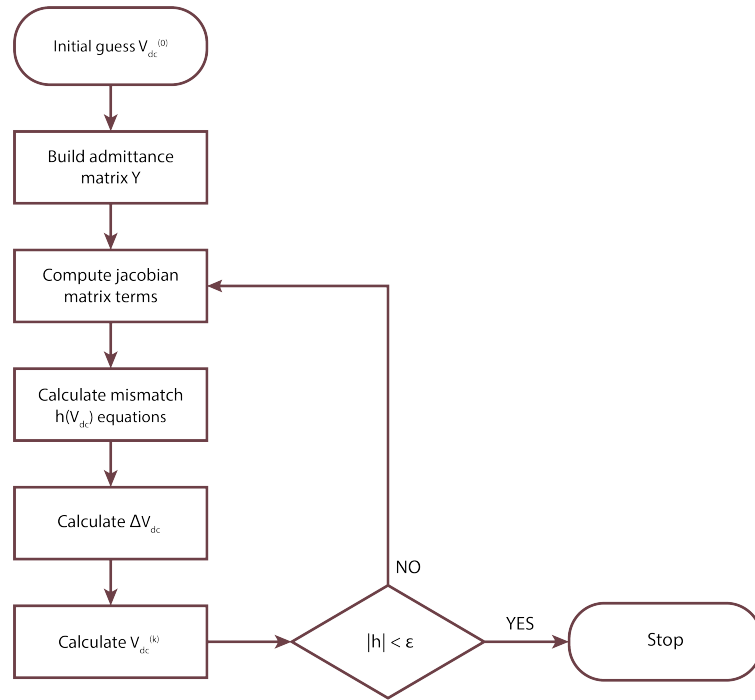 Initial guess V_dc^(0)
Build admittance
matrix Y
Compute jacobian
matrix terms
Calculate mismatch
h(V_dc) equations
Calculate ΔV_dc
NO
Calculate V_dc^(k)
|h| < ε
YES
Stop